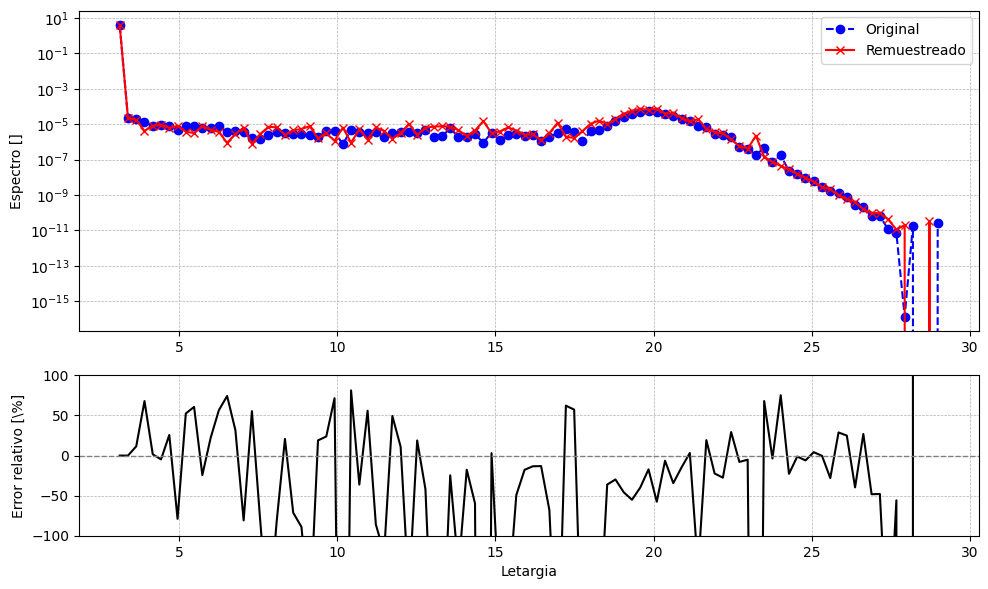 Espectro []
10^1
10^-1
10^-3
10^-5
10^-7
10^-9
10^-11
10^-13
10^-15
Original
Remuestreado
5 10 15 20 25 30
Error relativo [\%]
100
50
0
−50
−100
5 10 15 20 25 30
Letargia